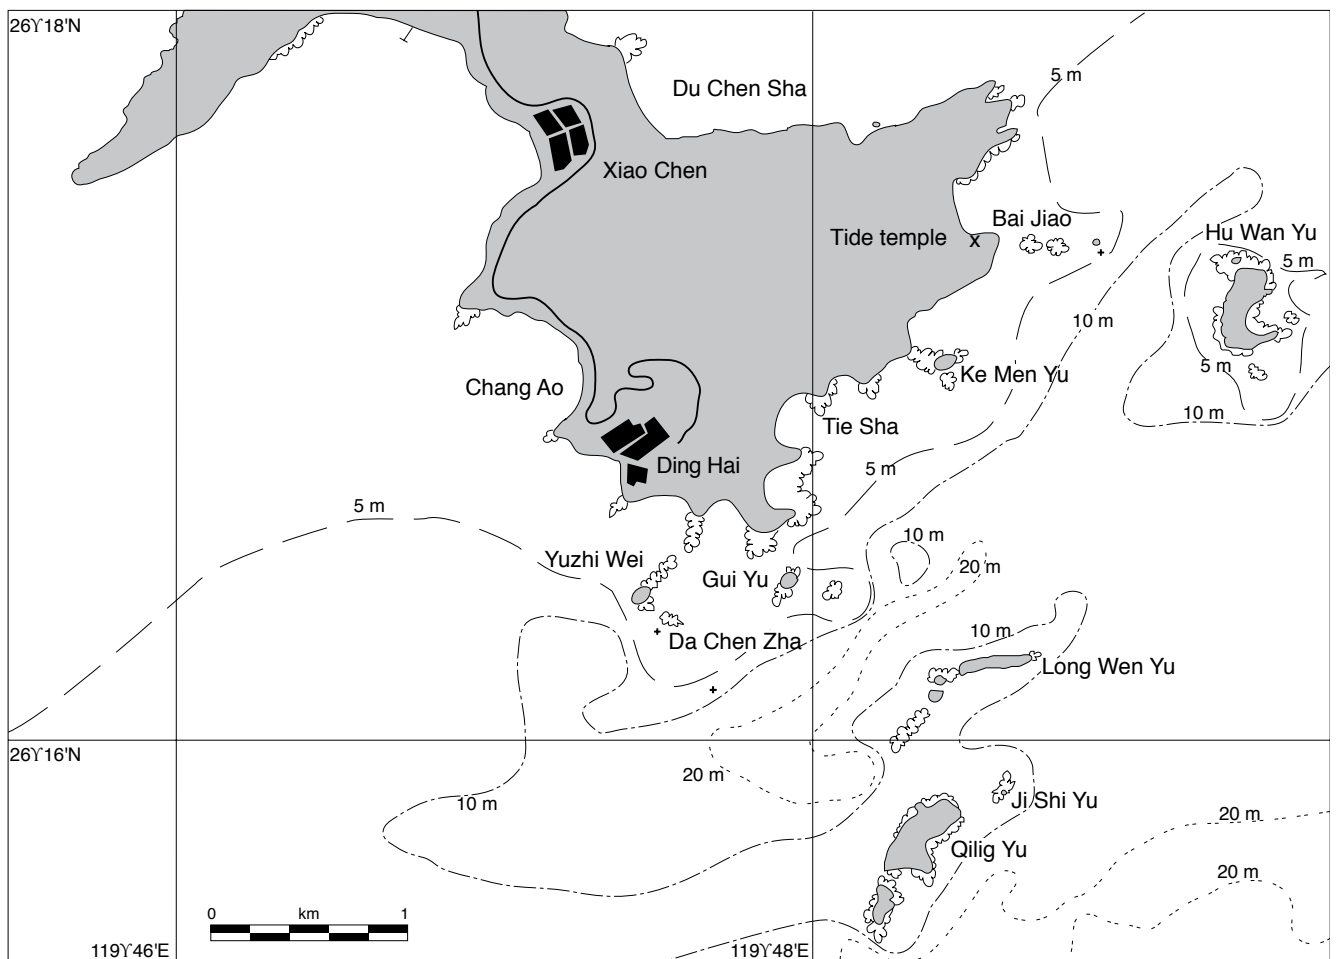 26ϒ18'N
5 m
Du Chen Sha
Xiao Chen
Bai Jiao
Tide temple
x
Hu Wan Yu
5 m
10 m
5 m
Ke Men Yu
10 m
Chang Ao
Tie Sha
Ding Hai
5 m
5 m
10 m
20 m
Yuzhi Wei
Gui Yu
10 m
Da Chen Zha
Long Wen Yu
26ϒ16'N
20 m
10 m
Ji Shi Yu
20 m
Qilig Yu
20 m
0 km 1
119ϒ46'E
119ϒ48'E